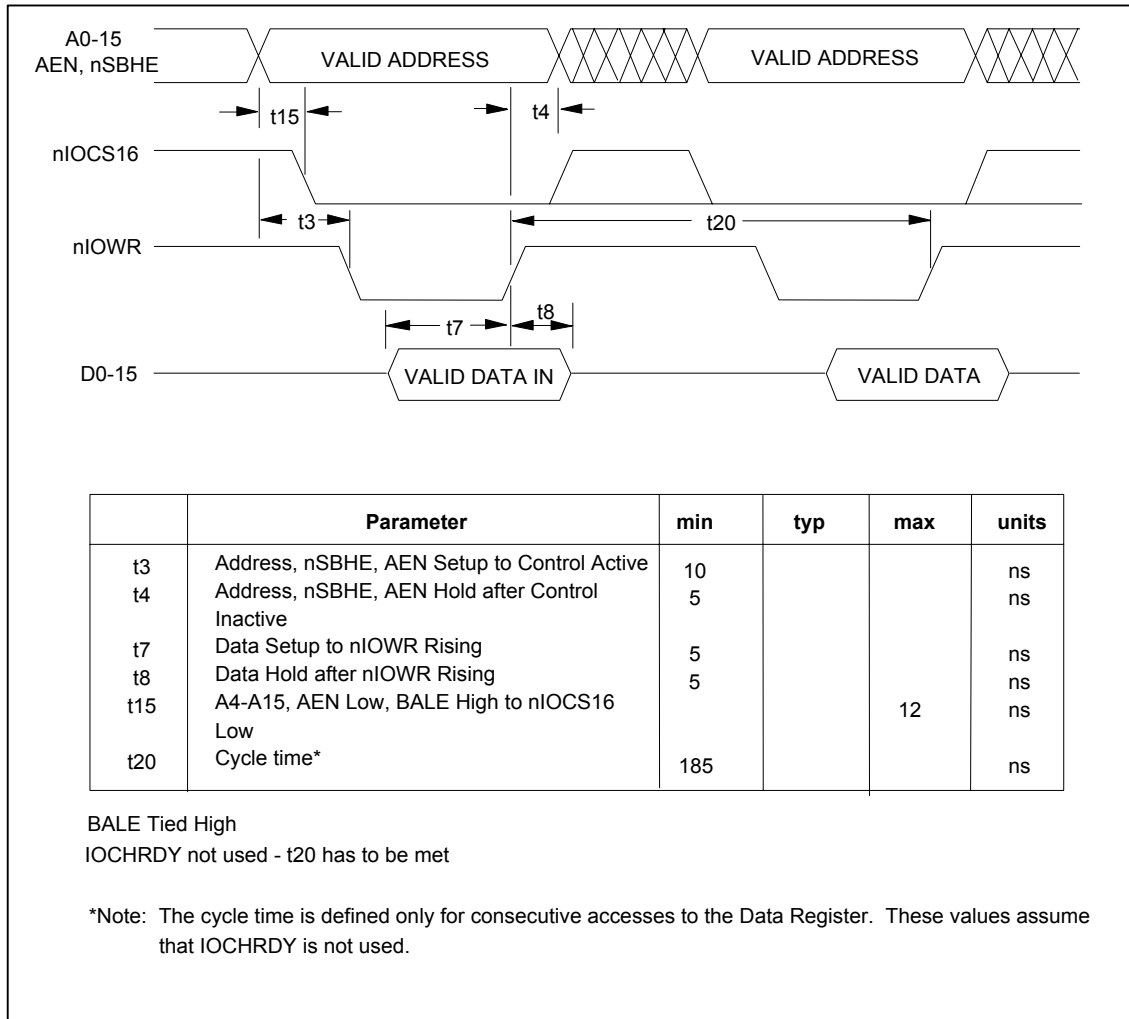 A0-15
AEN, nSBHE
VALID ADDRESS
VALID ADDRESS
t15
t4
nIOCS16
t3
t20
nIOWR
t7
t8
D0-15
VALID DATA IN
VALID DATA
Parameter min typ max units
t3 Address, nSBHE, AEN Setup to Control Active 10 ns
t4 Address, nSBHE, AEN Hold after Control 5 ns
Inactive
t7 Data Setup to nIOWR Rising 5 ns
t8 Data Hold after nIOWR Rising 5 ns
t15 A4-A15, AEN Low, BALE High to nIOCS16 12 ns
Low
t20 Cycle time* 185 ns
BALE Tied High
IOCHRDY not used - t20 has to be met
*Note: The cycle time is defined only for consecutive accesses to the Data Register. These values assume
that IOCHRDY is not used.